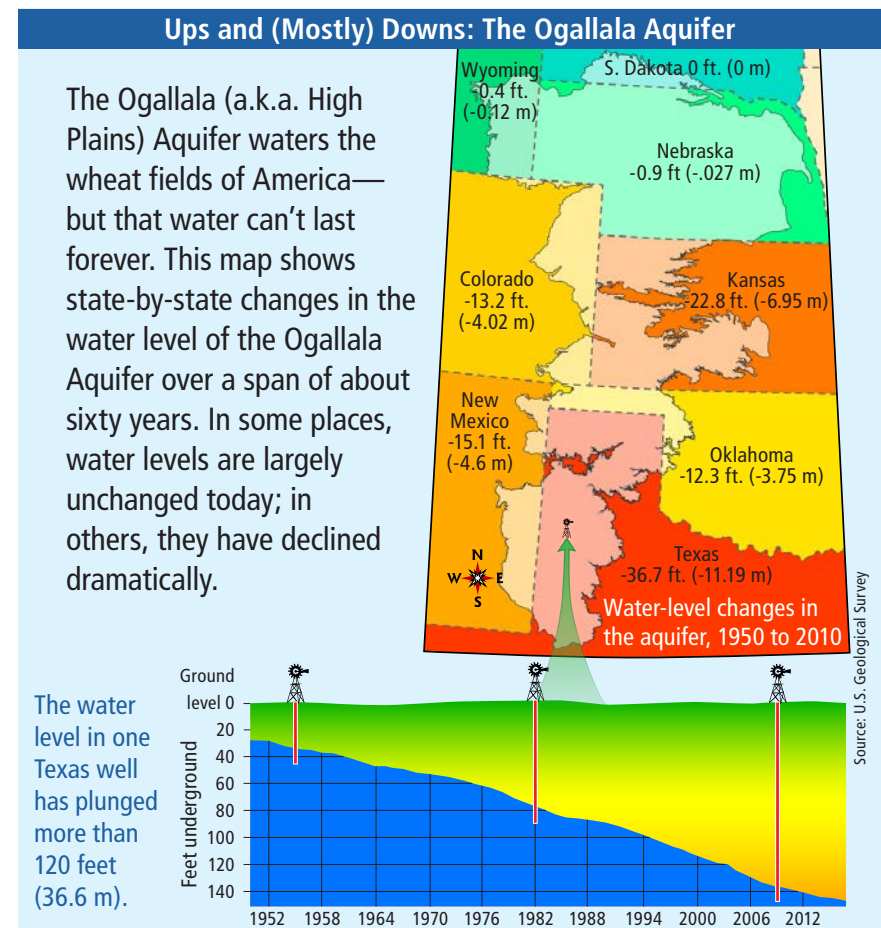 Ups and (Mostly) Downs: The Ogallala Aquifer
The Ogallala (a.k.a. High
Plains) Aquifer waters the
wheat fields of America—
but that water can’t last
forever. This map shows
state-by-state changes in the
water level of the Ogallala
Aquifer over a span of about
sixty years. In some places,
water levels are largely
unchanged today; in
others, they have declined
dramatically.
Wyoming
-0.4 ft.
(-0.12 m)
S. Dakota 0 ft. (0 m)
Nebraska
-0.9 ft (-.027 m)
Colorado
-13.2 ft.
(-4.02 m)
Kansas
-22.8 ft. (-6.95 m)
New
Mexico
-15.1 ft.
(-4.6 m)
Oklahoma
-12.3 ft. (-3.75 m)
Texas
-36.7 ft. (-11.19 m)
N
W E
S
Water-level changes in
the aquifer, 1950 to 2010
Source: U.S. Geological Survey
The water
level in one
Texas well
has plunged
more than
120 feet
(36.6 m).
Ground
level 0
20
40
60
80
100
120
140
Feet underground
1952 1958 1964 1970 1976 1982 1988 1994 2000 2006 2012